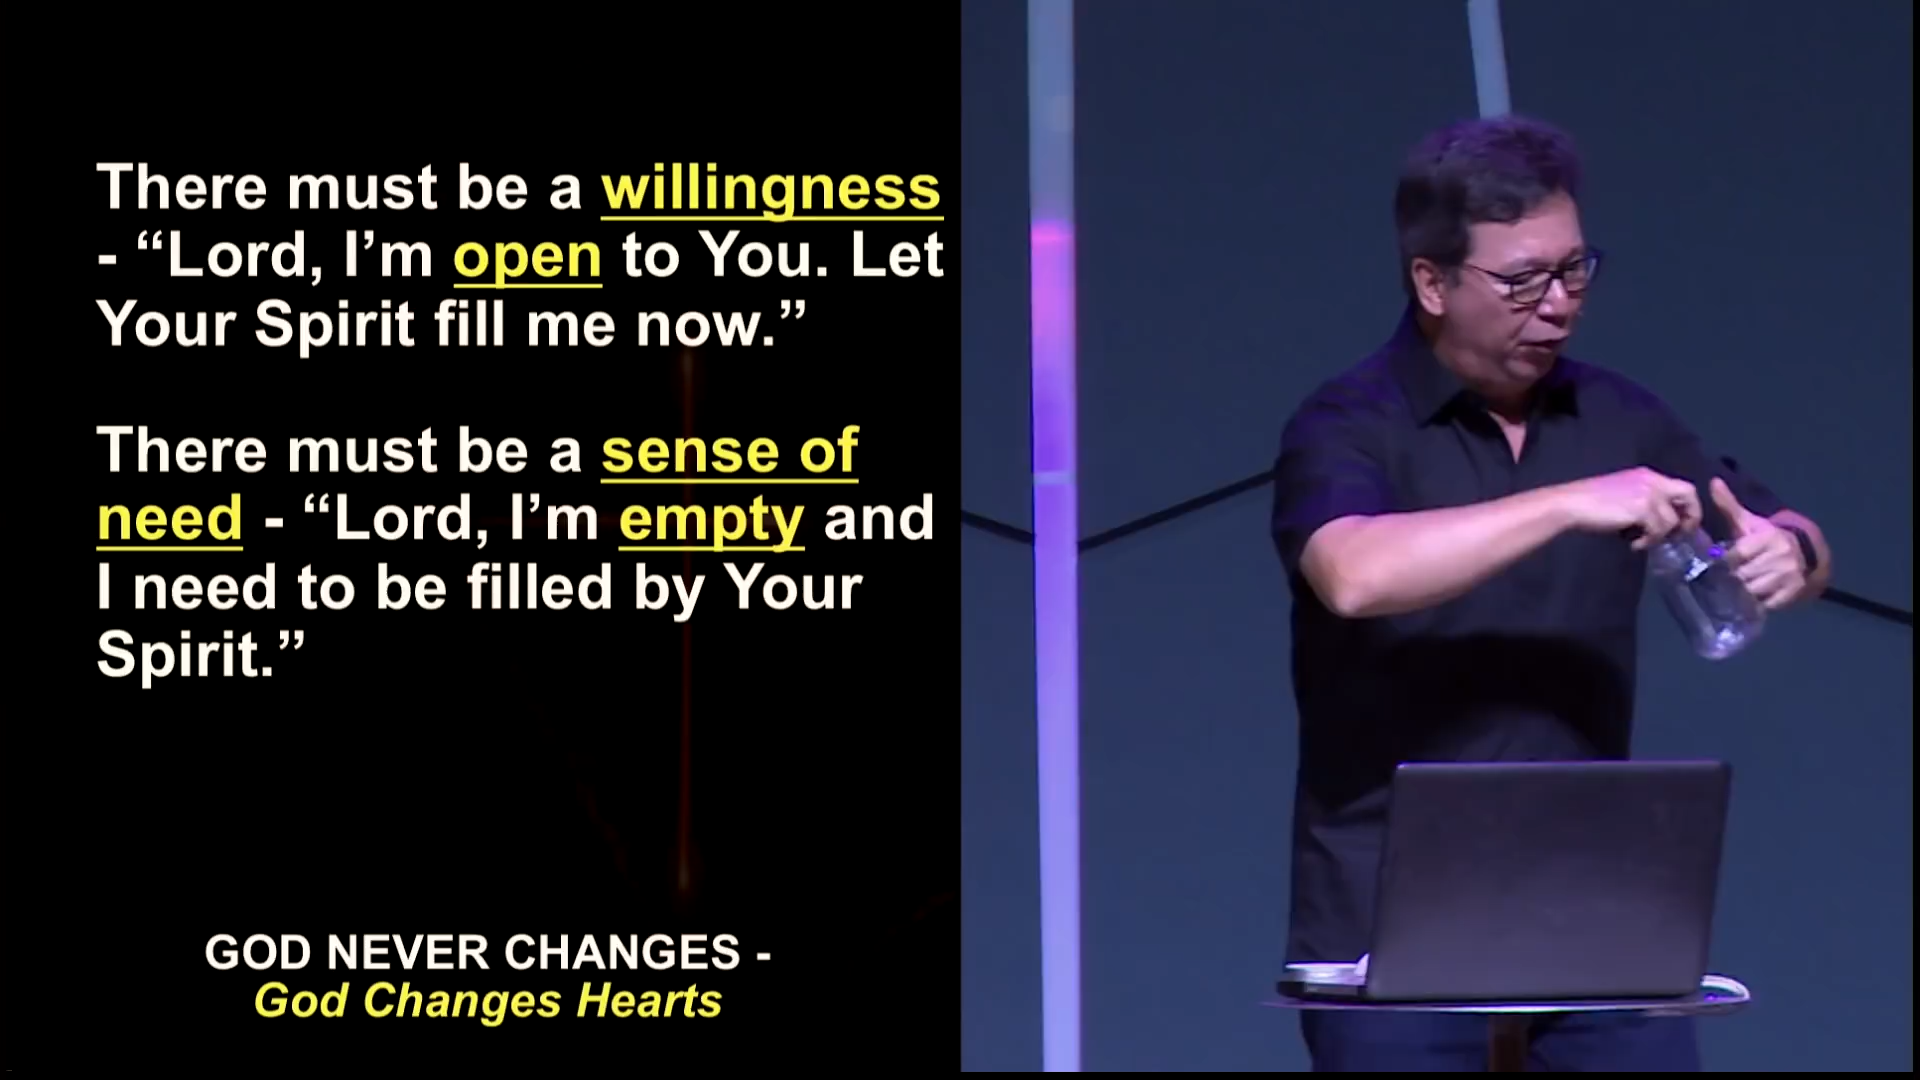 There must be a willingness
- “Lord, I’m open to You. Let
Your Spirit fill me now.”
There must be a sense of
need - “Lord, I’m empty and
I need to be filled by Your
Spirit.”
GOD NEVER CHANGES -
God Changes Hearts